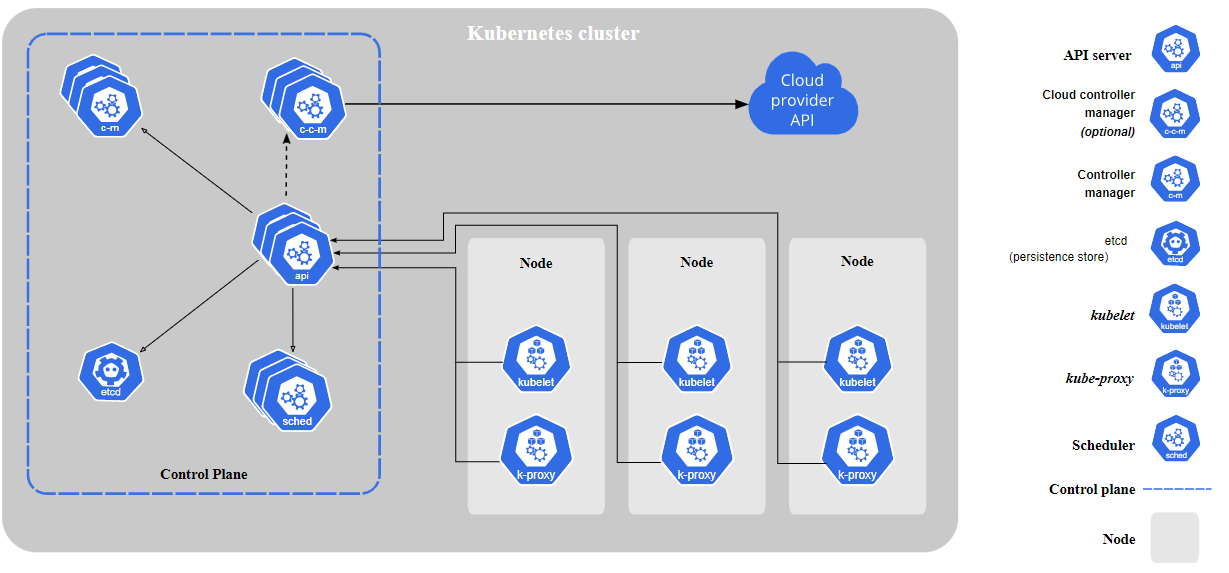 Kubernetes cluster
c-m
c-c-m
Cloud
provider
API
api
Node
Node
Node
etcd
sched
kubelet
kubelet
kubelet
k-proxy
k-proxy
k-proxy
Control Plane
API server
api
Cloud controller
manager
(optional)
c-c-m
Controller
manager
c-m
etcd
(persistence store)
etcd
kubelet
kubelet
kube-proxy
k-proxy
Scheduler
sched
Control plane
Node